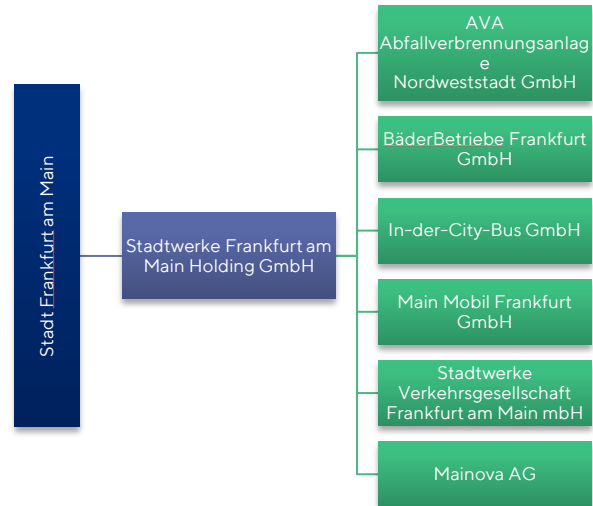 Stadt Frankfurt am Main
Stadtwerke Frankfurt am
Main Holding GmbH
AVA
Abfallverbrennungsanlag
e
Nordweststadt GmbH
BäderBetriebe Frankfurt
GmbH
In-der-City-Bus GmbH
Main Mobil Frankfurt
GmbH
Stadtwerke
Verkehrsgesellschaft
Frankfurt am Main mbH
Mainova AG